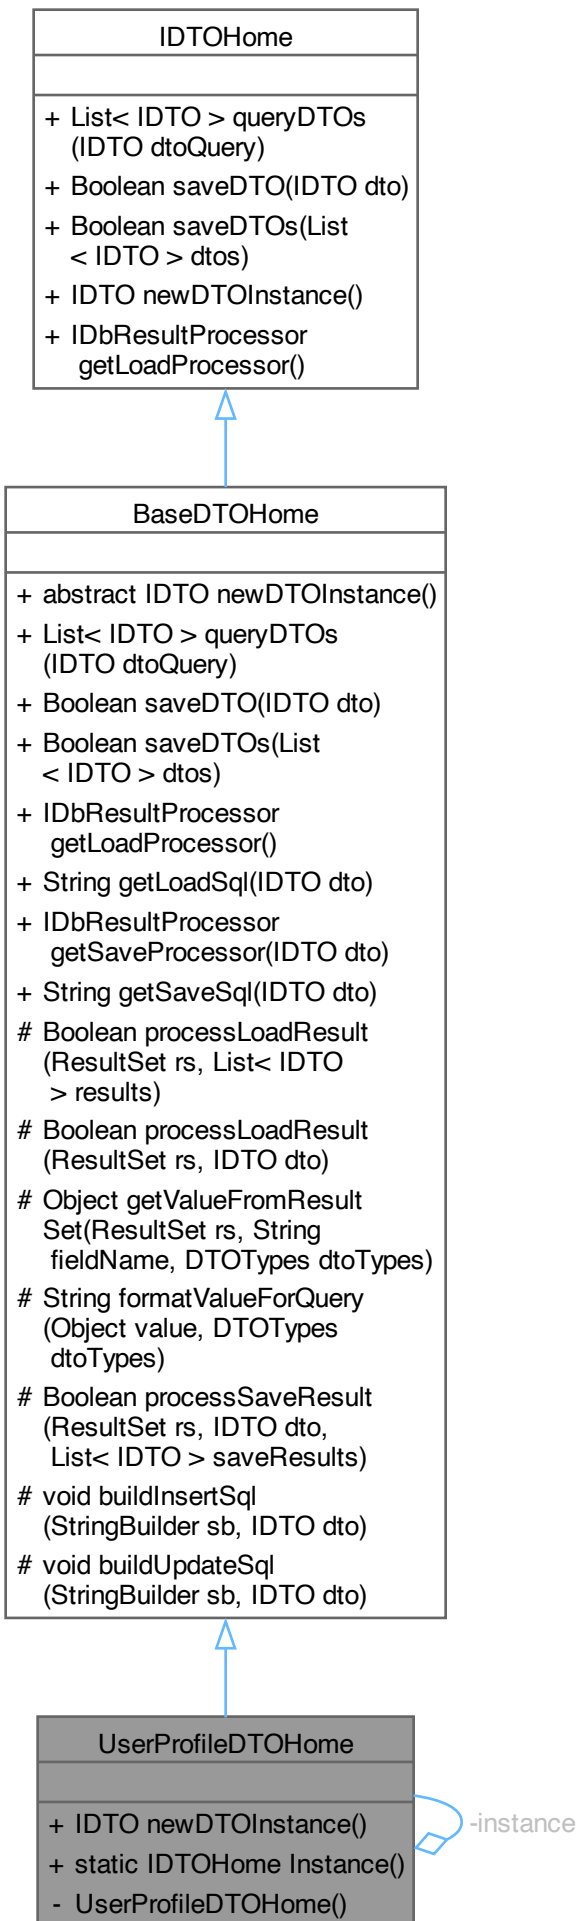 IDTOHome
+ List< IDTO > queryDTOs
(IDTO dtoQuery)
+ Boolean saveDTO(IDTO dto)
+ Boolean saveDTOs(List
< IDTO > dtos)
+ IDTO newDTOInstance()
+ IDbResultProcessor
getLoadProcessor()
BaseDTOHome
+ abstract IDTO newDTOInstance()
+ List< IDTO > queryDTOs
(IDTO dtoQuery)
+ Boolean saveDTO(IDTO dto)
+ Boolean saveDTOs(List
< IDTO > dtos)
+ IDbResultProcessor
getLoadProcessor()
+ String getLoadSql(IDTO dto)
+ IDbResultProcessor
getSaveProcessor(IDTO dto)
+ String getSaveSql(IDTO dto)
# Boolean processLoadResult
(ResultSet rs, List< IDTO
> results)
# Boolean processLoadResult
(ResultSet rs, IDTO dto)
# Object getValueFromResult
Set(ResultSet rs, String
fieldName, DTOTypes dtoTypes)
# String formatValueForQuery
(Object value, DTOTypes
dtoTypes)
# Boolean processSaveResult
(ResultSet rs, IDTO dto,
List< IDTO > saveResults)
# void buildInsertSql
(StringBuilder sb, IDTO dto)
# void buildUpdateSql
(StringBuilder sb, IDTO dto)
UserProfileDTOHome
+ IDTO newDTOInstance()
-instance
+ static IDTOHome Instance()
- UserProfileDTOHome()